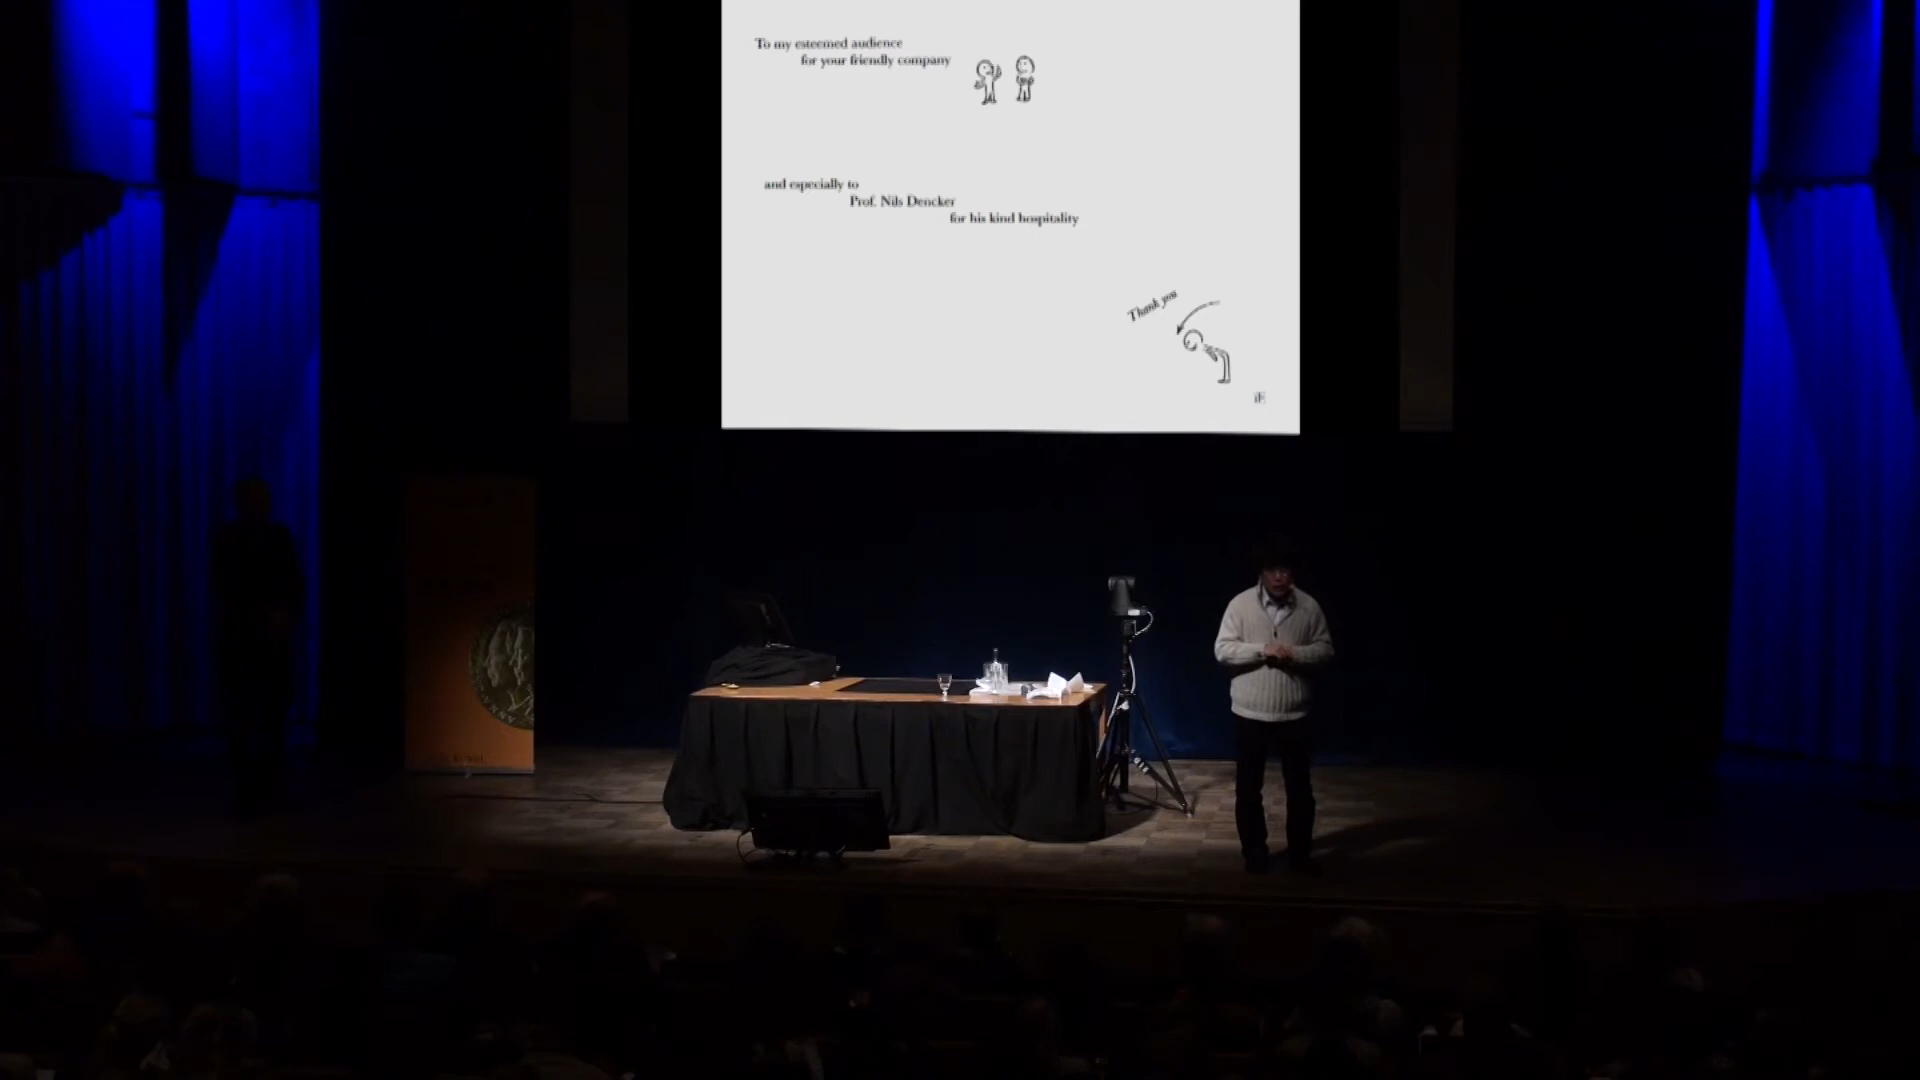 To my esteemed audience
for your friendly company
and especially to
Prof. Nils Dencker
for his kind hospitality
Thank you